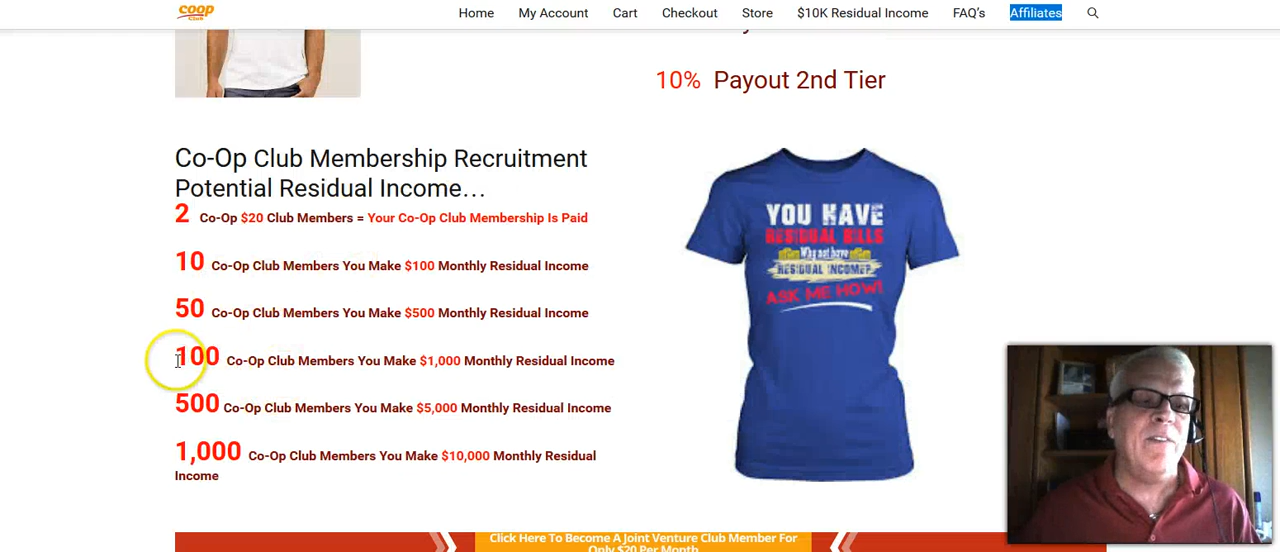 coop
Club
Home My Account Cart Checkout Store $10K Residual Income FAQ's Affiliates
10% Payout 2nd Tier
Co-Op Club Membership Recruitment
Potential Residual Income…
2 Co-Op $20 Club Members = Your Co-Op Club Membership Is Paid
10 Co-Op Club Members You Make $100 Monthly Residual Income
50 Co-Op Club Members You Make $500 Monthly Residual Income
100 Co-Op Club Members You Make $1,000 Monthly Residual Income
500 Co-Op Club Members You Make $5,000 Monthly Residual Income
1,000 Co-Op Club Members You Make $10,000 Monthly Residual
Income
YOU HAVE
RESIDUAL BILLS
Why not have
RESIDUAL INCOME?
ASK ME HOW!
Click Here To Become A Joint Venture Club Member For
Only $20 Per Month